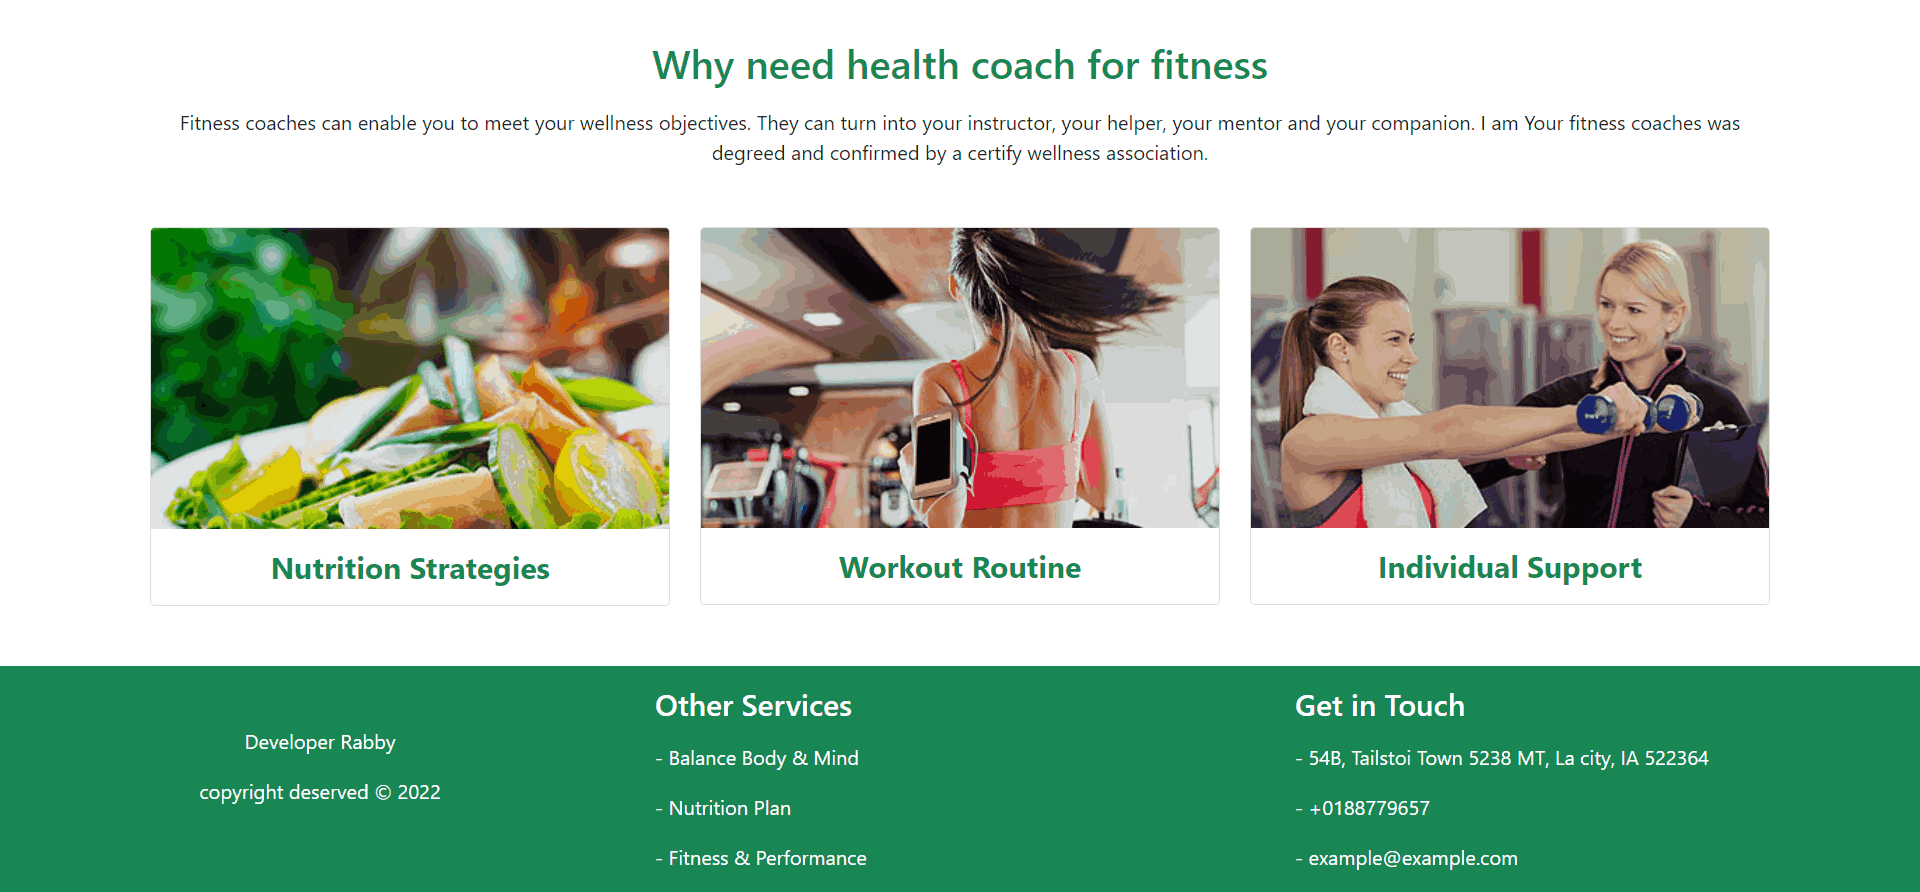 Why need health coach for fitness
Fitness coaches can enable you to meet your wellness objectives. They can turn into your instructor, your helper, your mentor and your companion. I am Your fitness coaches was
degreed and confirmed by a certify wellness association.
Nutrition Strategies
Workout Routine
Individual Support
Developer Rabby
copyright deserved © 2022
Other Services
- Balance Body & Mind
- Nutrition Plan
- Fitness & Performance
Get in Touch
- 54B, Tailstoi Town 5238 MT, La city, IA 522364
- +0188779657
- example@example.com